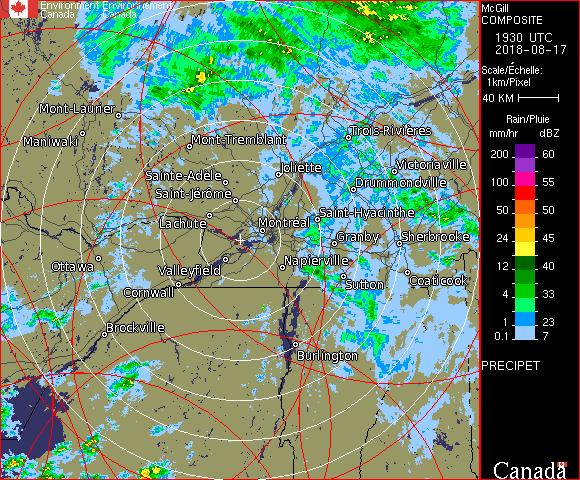 Environment Environnement
Canada Canada
Mont-Laurier
Maniwaki
Mont-Tremblant
Trois-Rivières
Sainte-Adèle
Joliette
Victoriaville
Saint-Jérôme
Drummondville
Lachute
Montréal
Saint-Hyacinthe
Granby
Sherbrooke
Ottawa
Valleyfield
Napierville
Cornwall
Sutton
Coaticook
Brockville
Burlington
McGill
COMPOSITE
1930 UTC
2018-08-17
Scale/Échelle:
1km/Pixel
40 KM
Rain/Pluie
mm/hr dBZ
200 60
100 55
50 50
24 45
12 40
4 33
1 23
0.1 7
PRECIPET
Canada